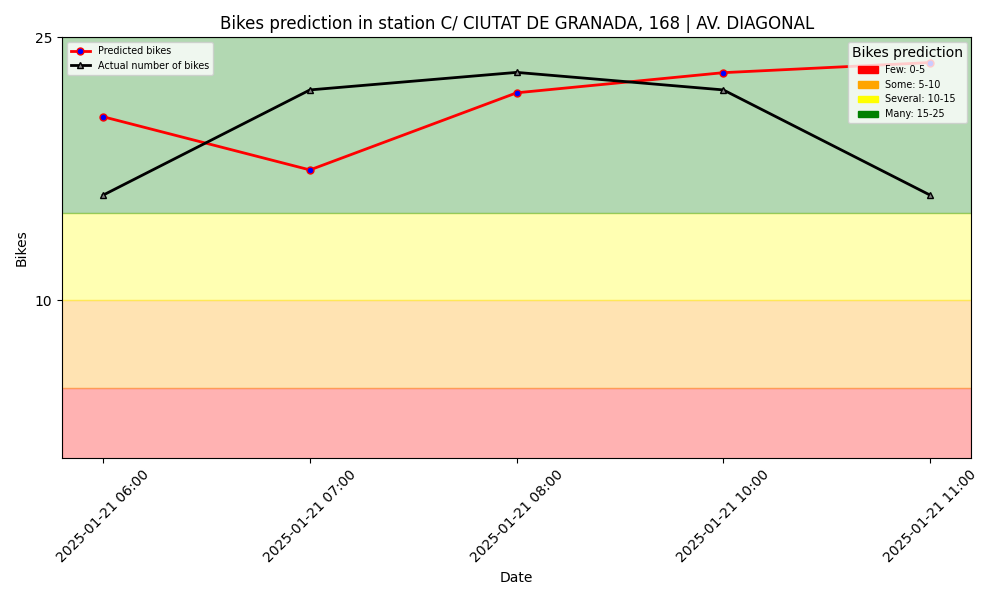 Bikes prediction in station C/ CIUTAT DE GRANADA, 168 | AV. DIAGONAL
Predicted bikes
Actual number of bikes
Bikes prediction
Few: 0-5
Some: 5-10
Several: 10-15
Many: 15-25
25
10
Bikes
2025-01-21 06:00
2025-01-21 07:00
2025-01-21 08:00
2025-01-21 10:00
2025-01-21 11:00
Date